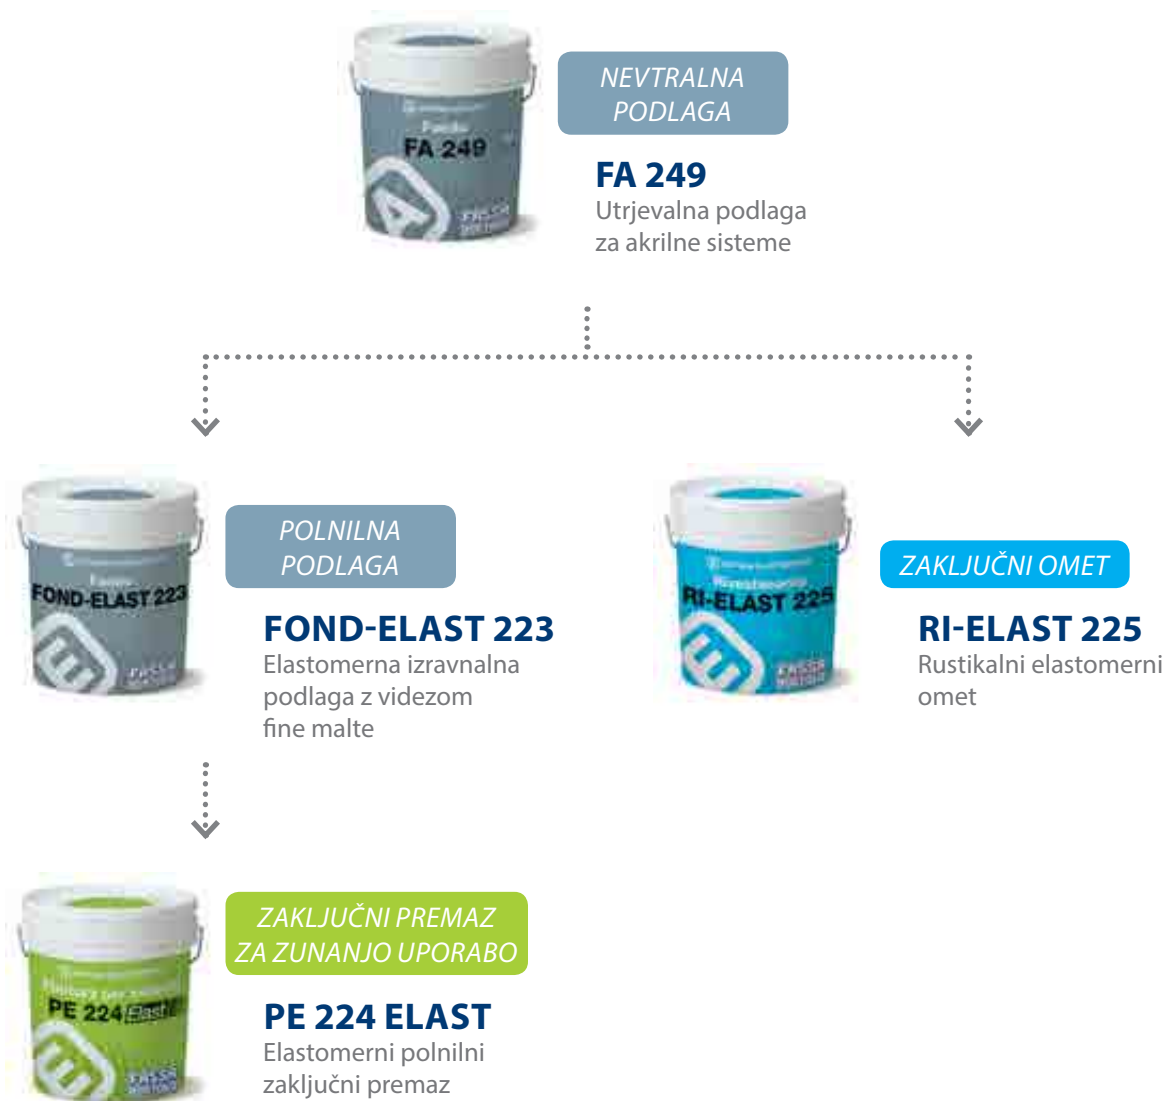 NEVTRALNA
PODLAGA
FA 249
FA 249
Utrjevalna podlaga
za akrilne sisteme
POLNILNA
PODLAGA
FOND-ELAST 223
FOND-ELAST 223
Elastomerna izravnalna
podlaga z videzom
fine malte
ZAKLJUČNI OMET
RI-ELAST 225
RI-ELAST 225
Rustikalni elastomerni
omet
ZAKLJUČNI PREMAZ
ZA ZUNANJO UPORABO
PE 224 Elast
PE 224 ELAST
Elastomerni polnilni
zaključni premaz